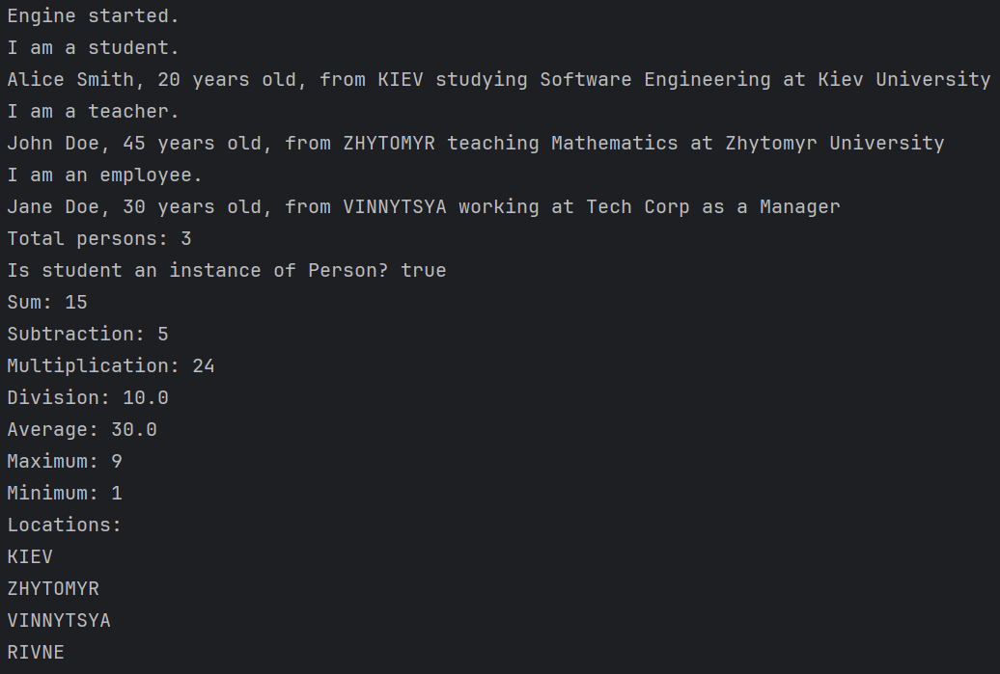 Engine started.
I am a student.
Alice Smith, 20 years old, from KIEV studying Software Engineering at Kiev University
I am a teacher.
John Doe, 45 years old, from ZHYTOMYR teaching Mathematics at Zhytomyr University
I am an employee.
Jane Doe, 30 years old, from VINNYTSYA working at Tech Corp as a Manager
Total persons: 3
Is student an instance of Person? true
Sum: 15
Subtraction: 5
Multiplication: 24
Division: 10.0
Average: 30.0
Maximum: 9
Minimum: 1
Locations:
KIEV
ZHYTOMYR
VINNYTSYA
RIVNE